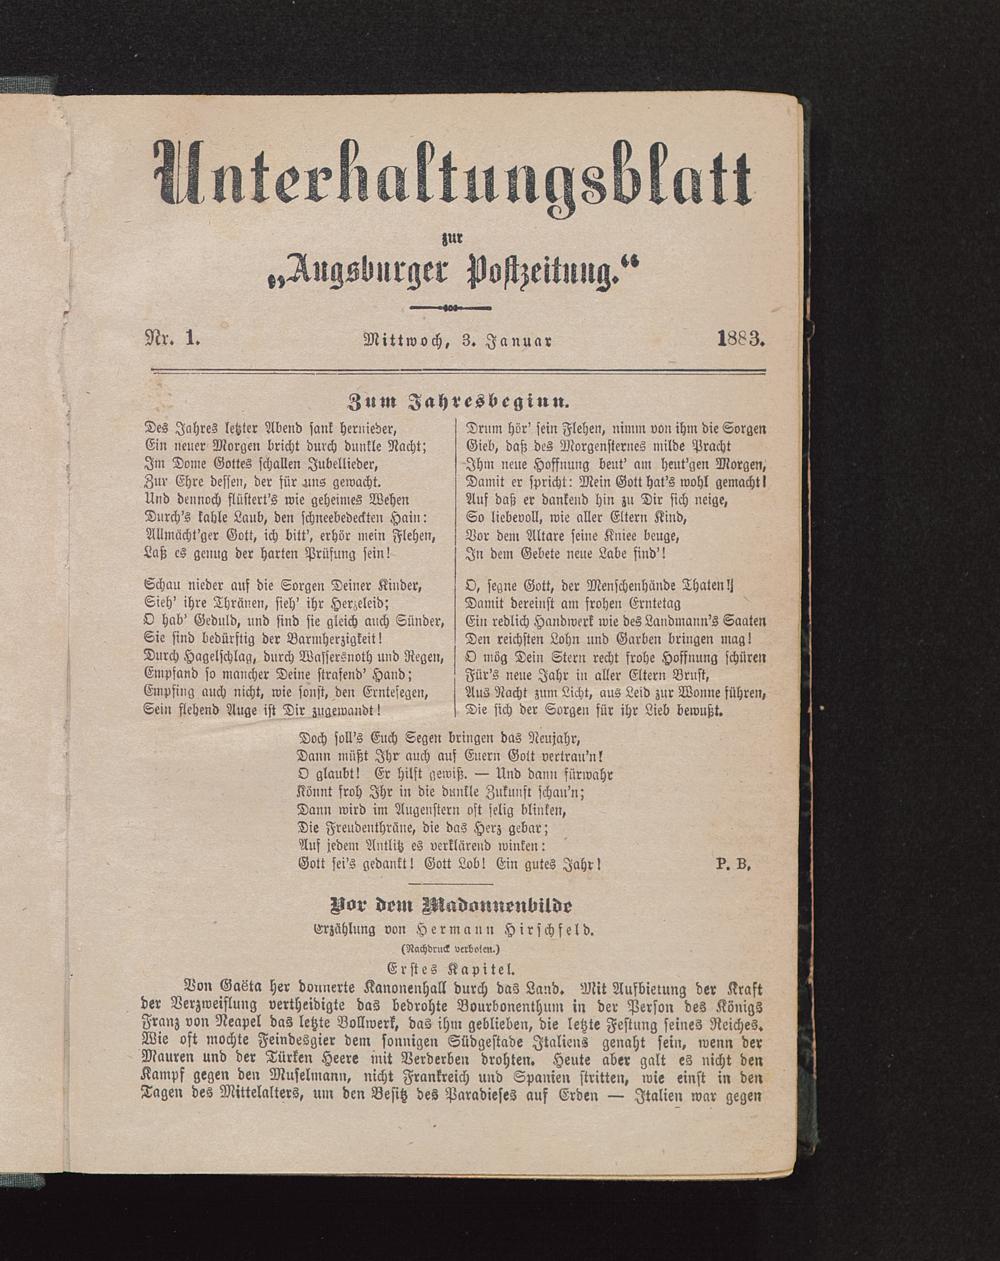 Unterhaltungsblatt
zur
„Augsburger Postzeitung.“
Nr. 1.
Mittwoch, 3. Januar
1883.
Zum Jahresbeginn.
Des Jahres letzter Abend sank hernieder,
Ein neuer Morgen bricht durch dunkle Nacht;
Im Dome Gottes schallen Jubellieder,
Zur Ehre dessen, der für uns gewacht.
Und dennoch flüstert's wie geheimes Wehen
Durch's kahle Laub, den schneebedeckten Hain:
Allmächt'ger Gott, ich bitt', erhör mein Flehen,
Laß es genug der harten Prüfung sein!
Schau nieder auf die Sorgen Deiner Kinder,
Sieh' ihre Thränen, sieh' ihr Herzeleid;
O hab' Geduld, und sind sie gleich auch Sünder,
Sie sind bedürftig der Barmherzigkeit!
Durch Hagelschlag, durch Wassersnoth und Regen,
Empfand so mancher Deine strafend' Hand;
Empfing auch nicht, wie sonst, den Erntesegen,
Sein flehend Auge ist Dir zugewandt!
Drum hör' sein Flehen, nimm von ihm die Sorgen
Gieb, daß des Morgensternes milde Pracht
Ihm neue Hoffnung beut' am heut'gen Morgen,
Damit er spricht: Mein Gott hat's wohl gemacht!
Auf daß er dankend hin zu Dir sich neige,
So liebevoll, wie aller Eltern Kind,
Vor dem Altare seine Kniee beuge,
In dem Gebete neue Labe find'!
O, segne Gott, der Menschenhände Thaten!
Damit dereinst am frohen Erntetag
Ein redlich Handwerk wie des Landmann's Saaten
Den reichsten Lohn und Garben bringen mag!
O mög Dein Stern recht frohe Hoffnung schüren
Für's neue Jahr in aller Eltern Brust,
Aus Nacht zum Licht, aus Leid zur Wonne führen,
Die sich der Sorgen für ihr Lieb bewußt.
Doch soll's Euch Segen bringen das Neujahr,
Dann müßt Ihr auch auf Euern Gott vertrau'n!
O glaubt! Er hilft gewiß. — Und dann fürwahr
Könnt froh Ihr in die dunkle Zukunft schau'n;
Dann wird im Augenstern oft selig blinken,
Die Freudenthräne, die das Herz gebar;
Auf jedem Antlitz es verklärend winken:
Gott sei's gedankt! Gott Lob! Ein gutes Jahr!
P. B.
Vor dem Madonnenbilde
Erzählung von Hermann Hirschfeld.
(Nachdruck verboten.)
Erstes Kapitel.
Von Gaëta her donnerte Kanonenhall durch das Land. Mit Aufbietung der Kraft
der Verzweiflung vertheidigte das bedrohte Bourbonenthum in der Person des Königs
Franz von Neapel das letzte Bollwerk, das ihm geblieben, die letzte Festung seines Reiches.
Wie oft mochte Feindesgier dem sonnigen Südgestade Italiens genaht sein, wenn der
Mauren und der Türken Heere mit Verderben drohten. Heute aber galt es nicht den
Kampf gegen den Muselmann, nicht Frankreich und Spanien stritten, wie einst in den
Tagen des Mittelalters, um den Besitz des Paradieses auf Erden — Italien war gegen